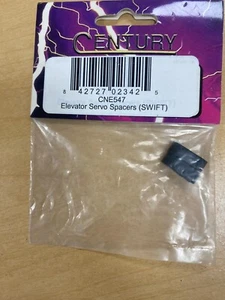 CENTURY
8 42727 02342 5
CNE547
Elevator Servo Spacers (SWIFT)